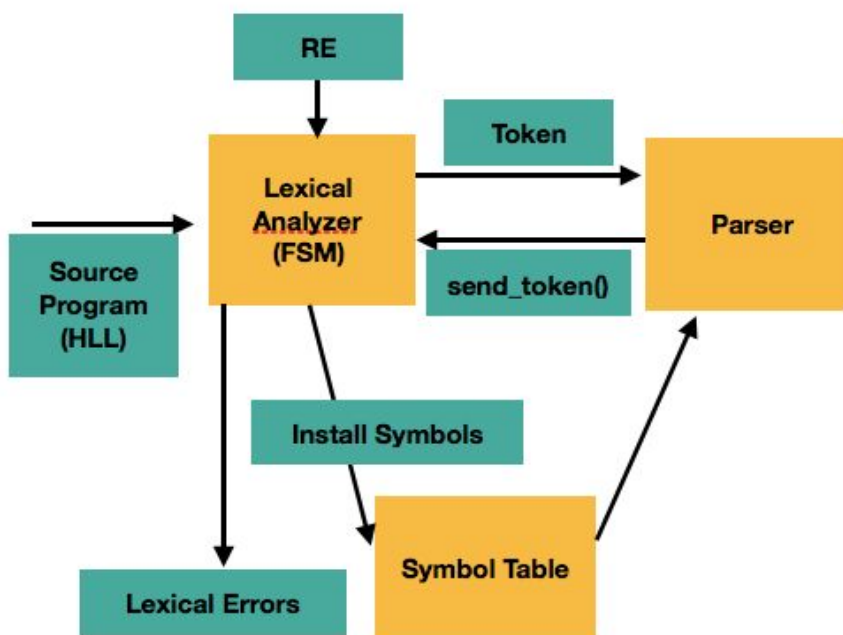 RE
Token
Lexical
Analyzer
(FSM)
Parser
Source
Program
(HLL)
send_token()
Install Symbols
Symbol Table
Lexical Errors